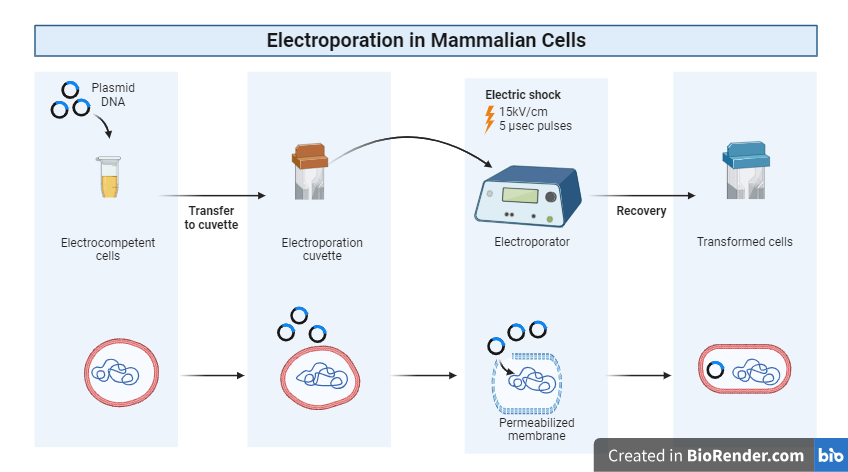 Electroporation in Mammalian Cells
Plasmid
DNA
Electrocompetent
cells
Transfer
to cuvette
Electroporation
cuvette
Electric shock
15kV/cm
5 µsec pulses
Electroporator
Recovery
Transformed cells
Permeabilized
membrane
Created in BioRender.com bio